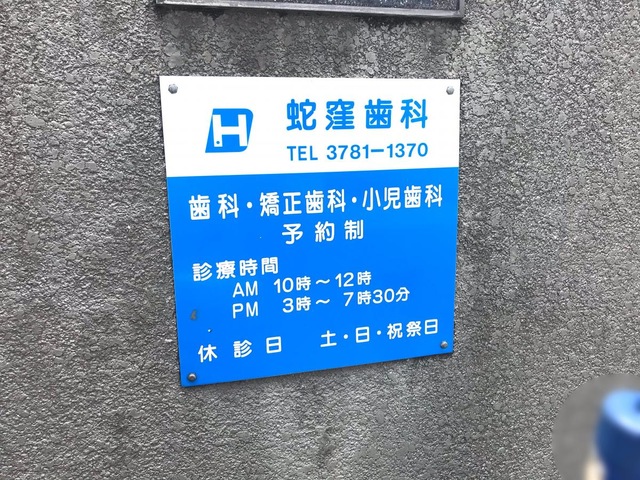 H 蛇窪歯科
TEL 3781-1370
歯科・矯正歯科・小児歯科
予約制
診療時間
AM 10時～12時
PM 3時～7時30分
休診日 土・日・祝祭日